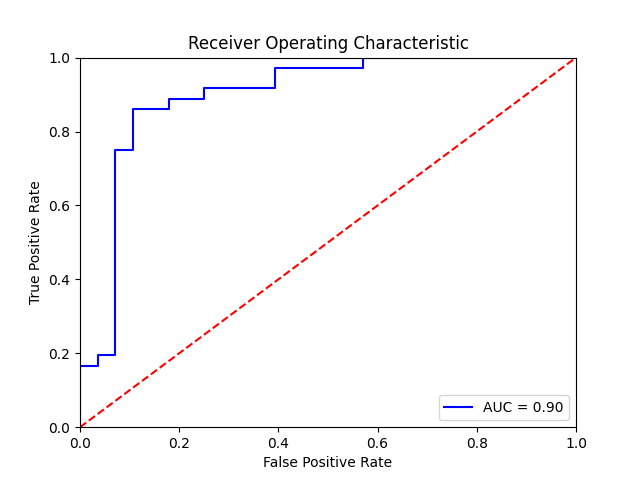 Receiver Operating Characteristic
1.0
0.8
0.6
0.4
0.2
0.0
True Positive Rate
AUC = 0.90
0.0 0.2 0.4 0.6 0.8 1.0
False Positive Rate